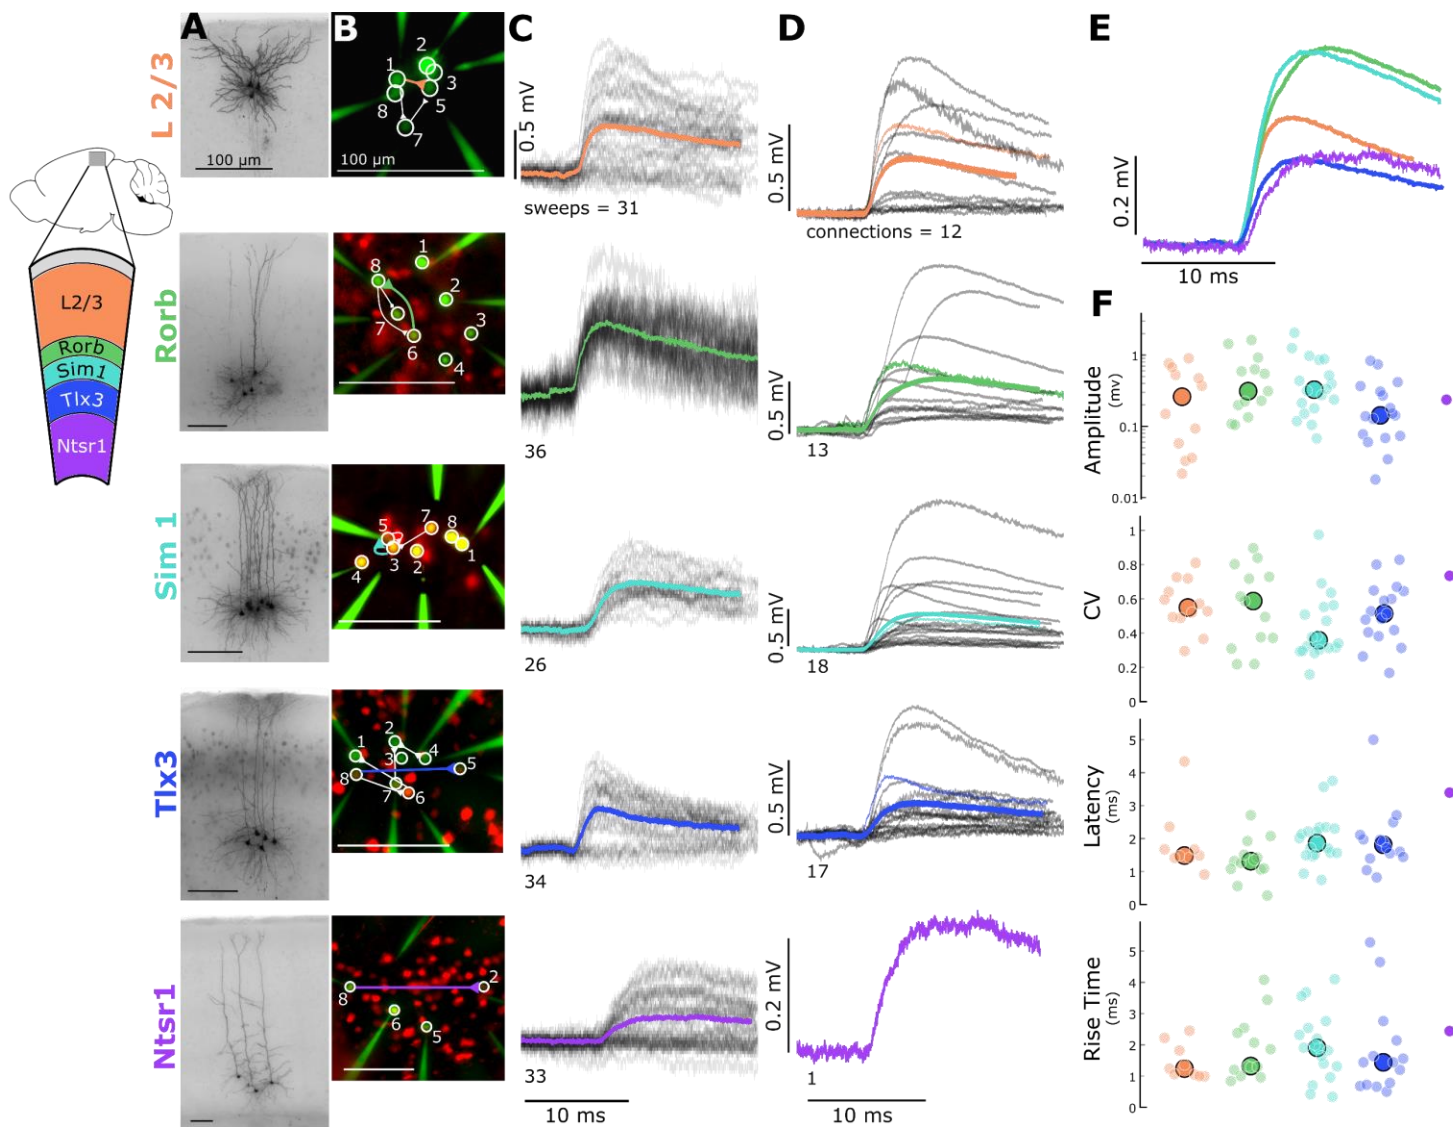 A
B
C
D
E
F
L 2/3
100 µm
1
2
3
5
8
7
100 µm
0.5 mV
sweeps = 31
0.5 mV
connections = 12
0.2 mV
10 ms
L2/3
Rorb
Sim1
Tlx3
Ntsr1
Rorb
8
1
2
7
3
6
4
36
0.5 mV
13
Sim 1
5
7
8
4
3
2
1
26
0.5 mV
18
Tlx3
1
2
3
4
8
5
7
6
34
0.5 mV
17
Ntsr1
8
2
6
5
33
10 ms
0.2 mV
1
10 ms
Amplitude
(mv)
1
0.1
0.01
CV
1
0.8
0.6
0.4
0.2
0
Latency
(ms)
5
4
3
2
1
0
Rise Time
(ms)
5
4
3
2
1
0